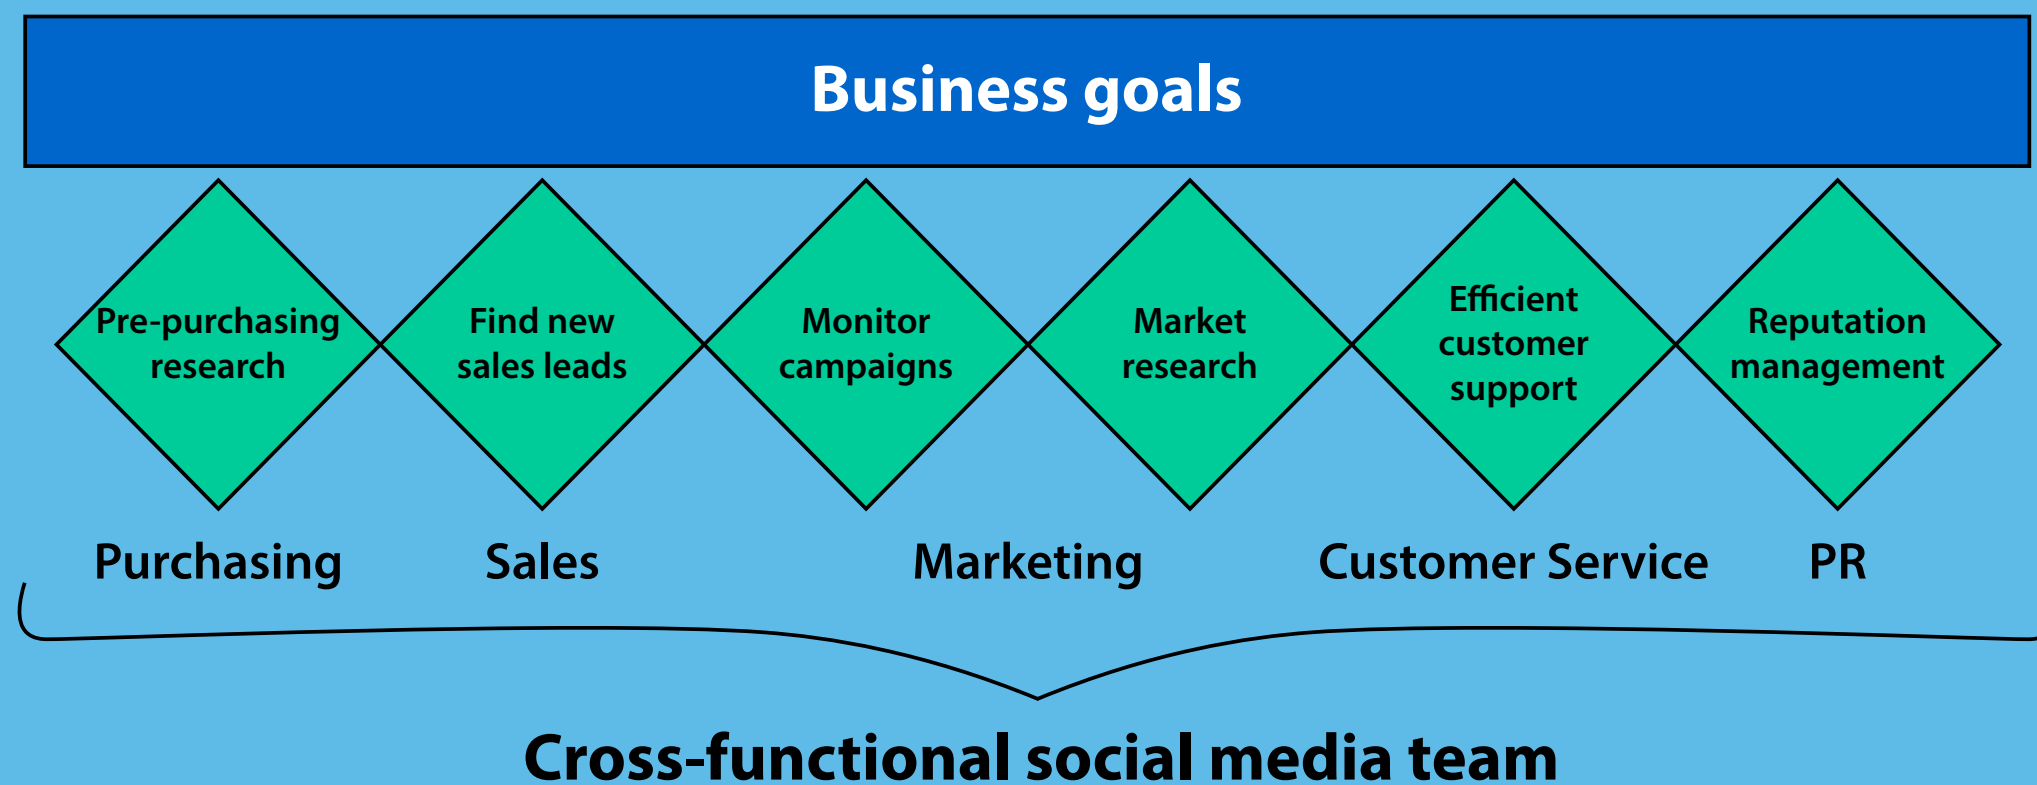 Business goals
Pre-purchasing
research
Find new
sales leads
Monitor
campaigns
Market
research
Efficient
customer
support
Reputation
management
Purchasing
Sales
Marketing
Customer Service
PR
Cross-functional social media team